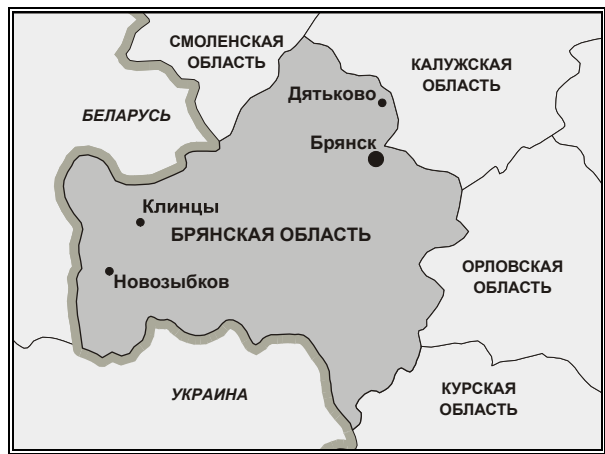 СМОЛЕНСКАЯ
ОБЛАСТЬ
КАЛУЖСКАЯ
ОБЛАСТЬ
Дятьково
БЕЛАРУСЬ
Брянск
Клинцы
БРЯНСКАЯ ОБЛАСТЬ
ОРЛОВСКАЯ
ОБЛАСТЬ
Новозыбков
УКРАИНА
КУРСКАЯ
ОБЛАСТЬ